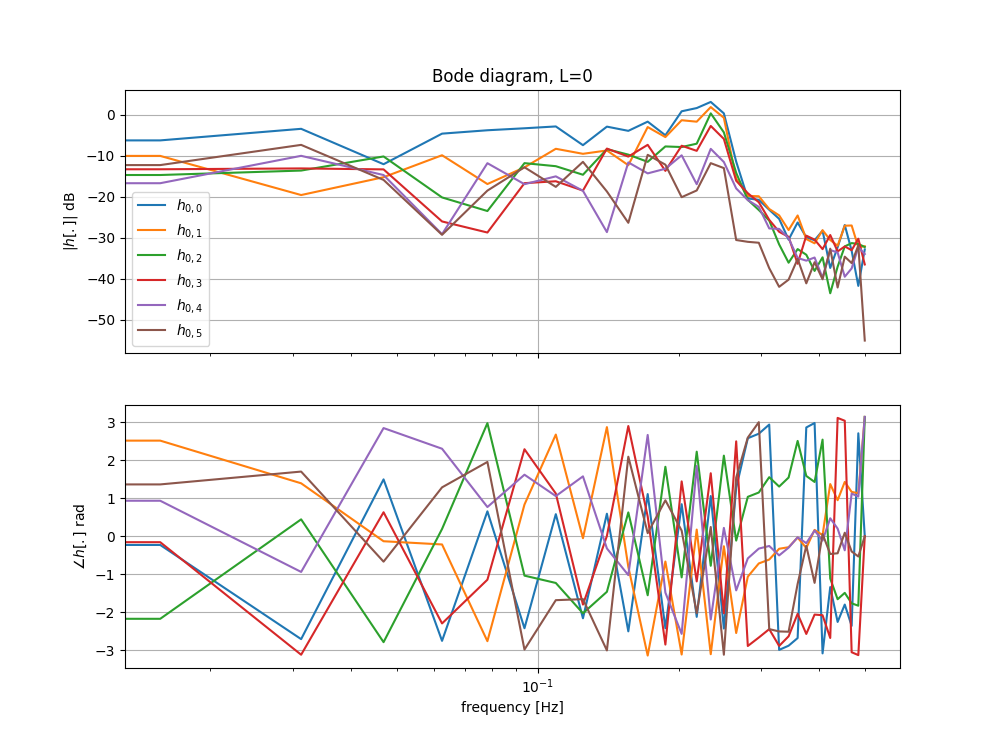 Bode diagram, L=0
|h[.]| dB
0
−10
−20
−30
−40
−50
h0,0
h0,1
h0,2
h0,3
h0,4
h0,5
∠h[.] rad
3
2
1
0
−1
−2
−3
10−1
frequency [Hz]